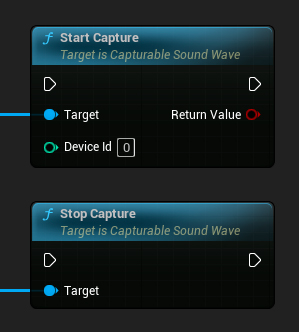 Start Capture
Target is Capturable Sound Wave
Target Return Value
Device Id 0
Stop Capture
Target is Capturable Sound Wave
Target